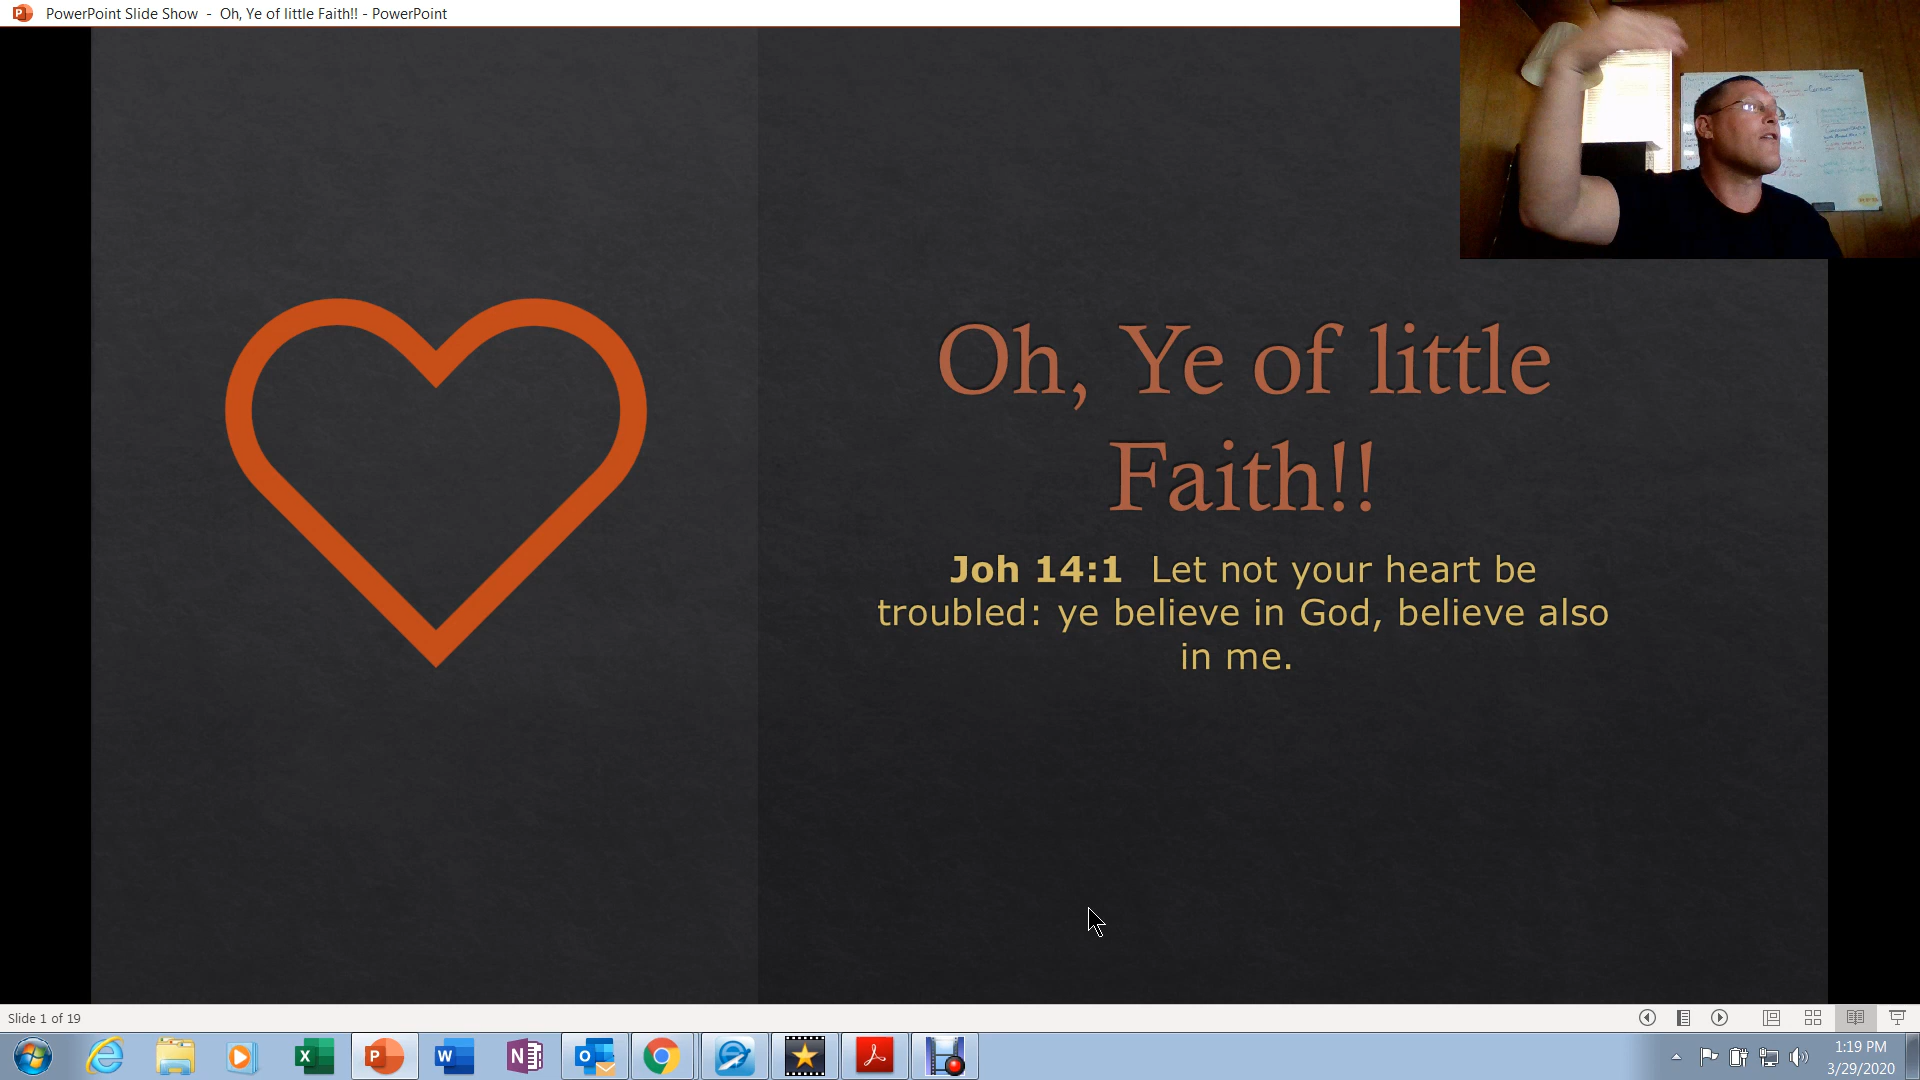 PowerPoint Slide Show - Oh, Ye of little Faith!! - PowerPoint
Oh, Ye of little
Faith!!
Joh 14:1 Let not your heart be
troubled: ye believe in God, believe also
in me.
Slide 1 of 19
1:19 PM
3/29/2020